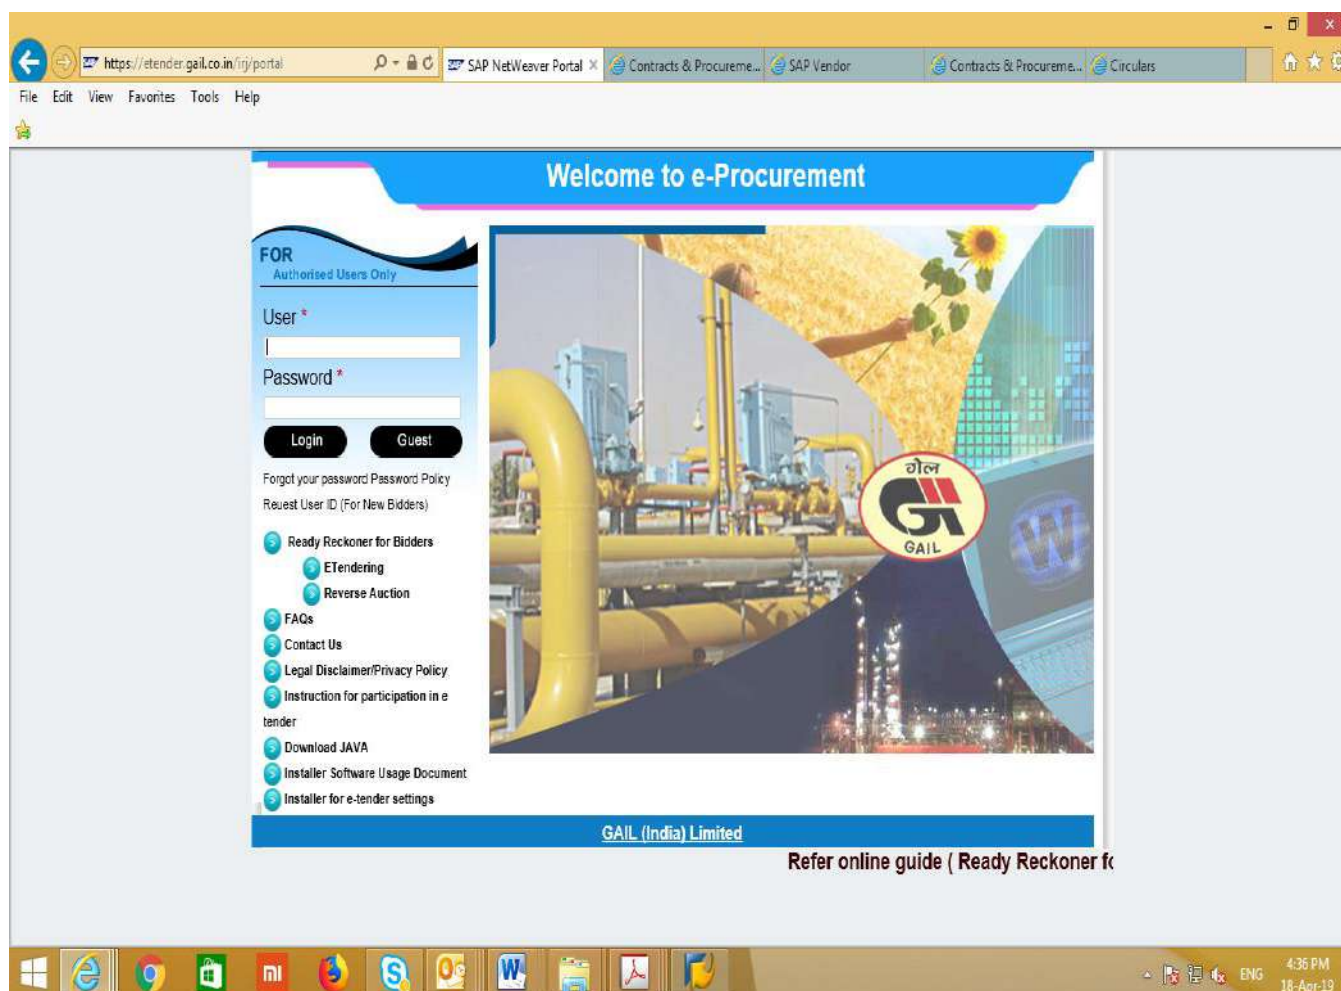 https://etender.gail.co.in/irj/portal
SAP NetWeaver Portal
Contracts & Procureme...
SAP Vendor
Contracts & Procureme...
Circulars
File Edit View Favorites Tools Help
Welcome to e-Procurement
FOR
Authorised Users Only
User *
Password *
Login Guest
Forgot your password Password Policy
Reuest User ID (For New Bidders)
Ready Reckoner for Bidders
ETendering
Reverse Auction
FAQs
Contact Us
Legal Disclaimer/Privacy Policy
Instruction for participation in e
tender
Download JAVA
Installer Software Usage Document
Installer for e-tender settings
गेल
GAIL
W
GAIL (India) Limited
Refer online guide ( Ready Reckoner fo
ENG
4:36 PM
18-Apr-19